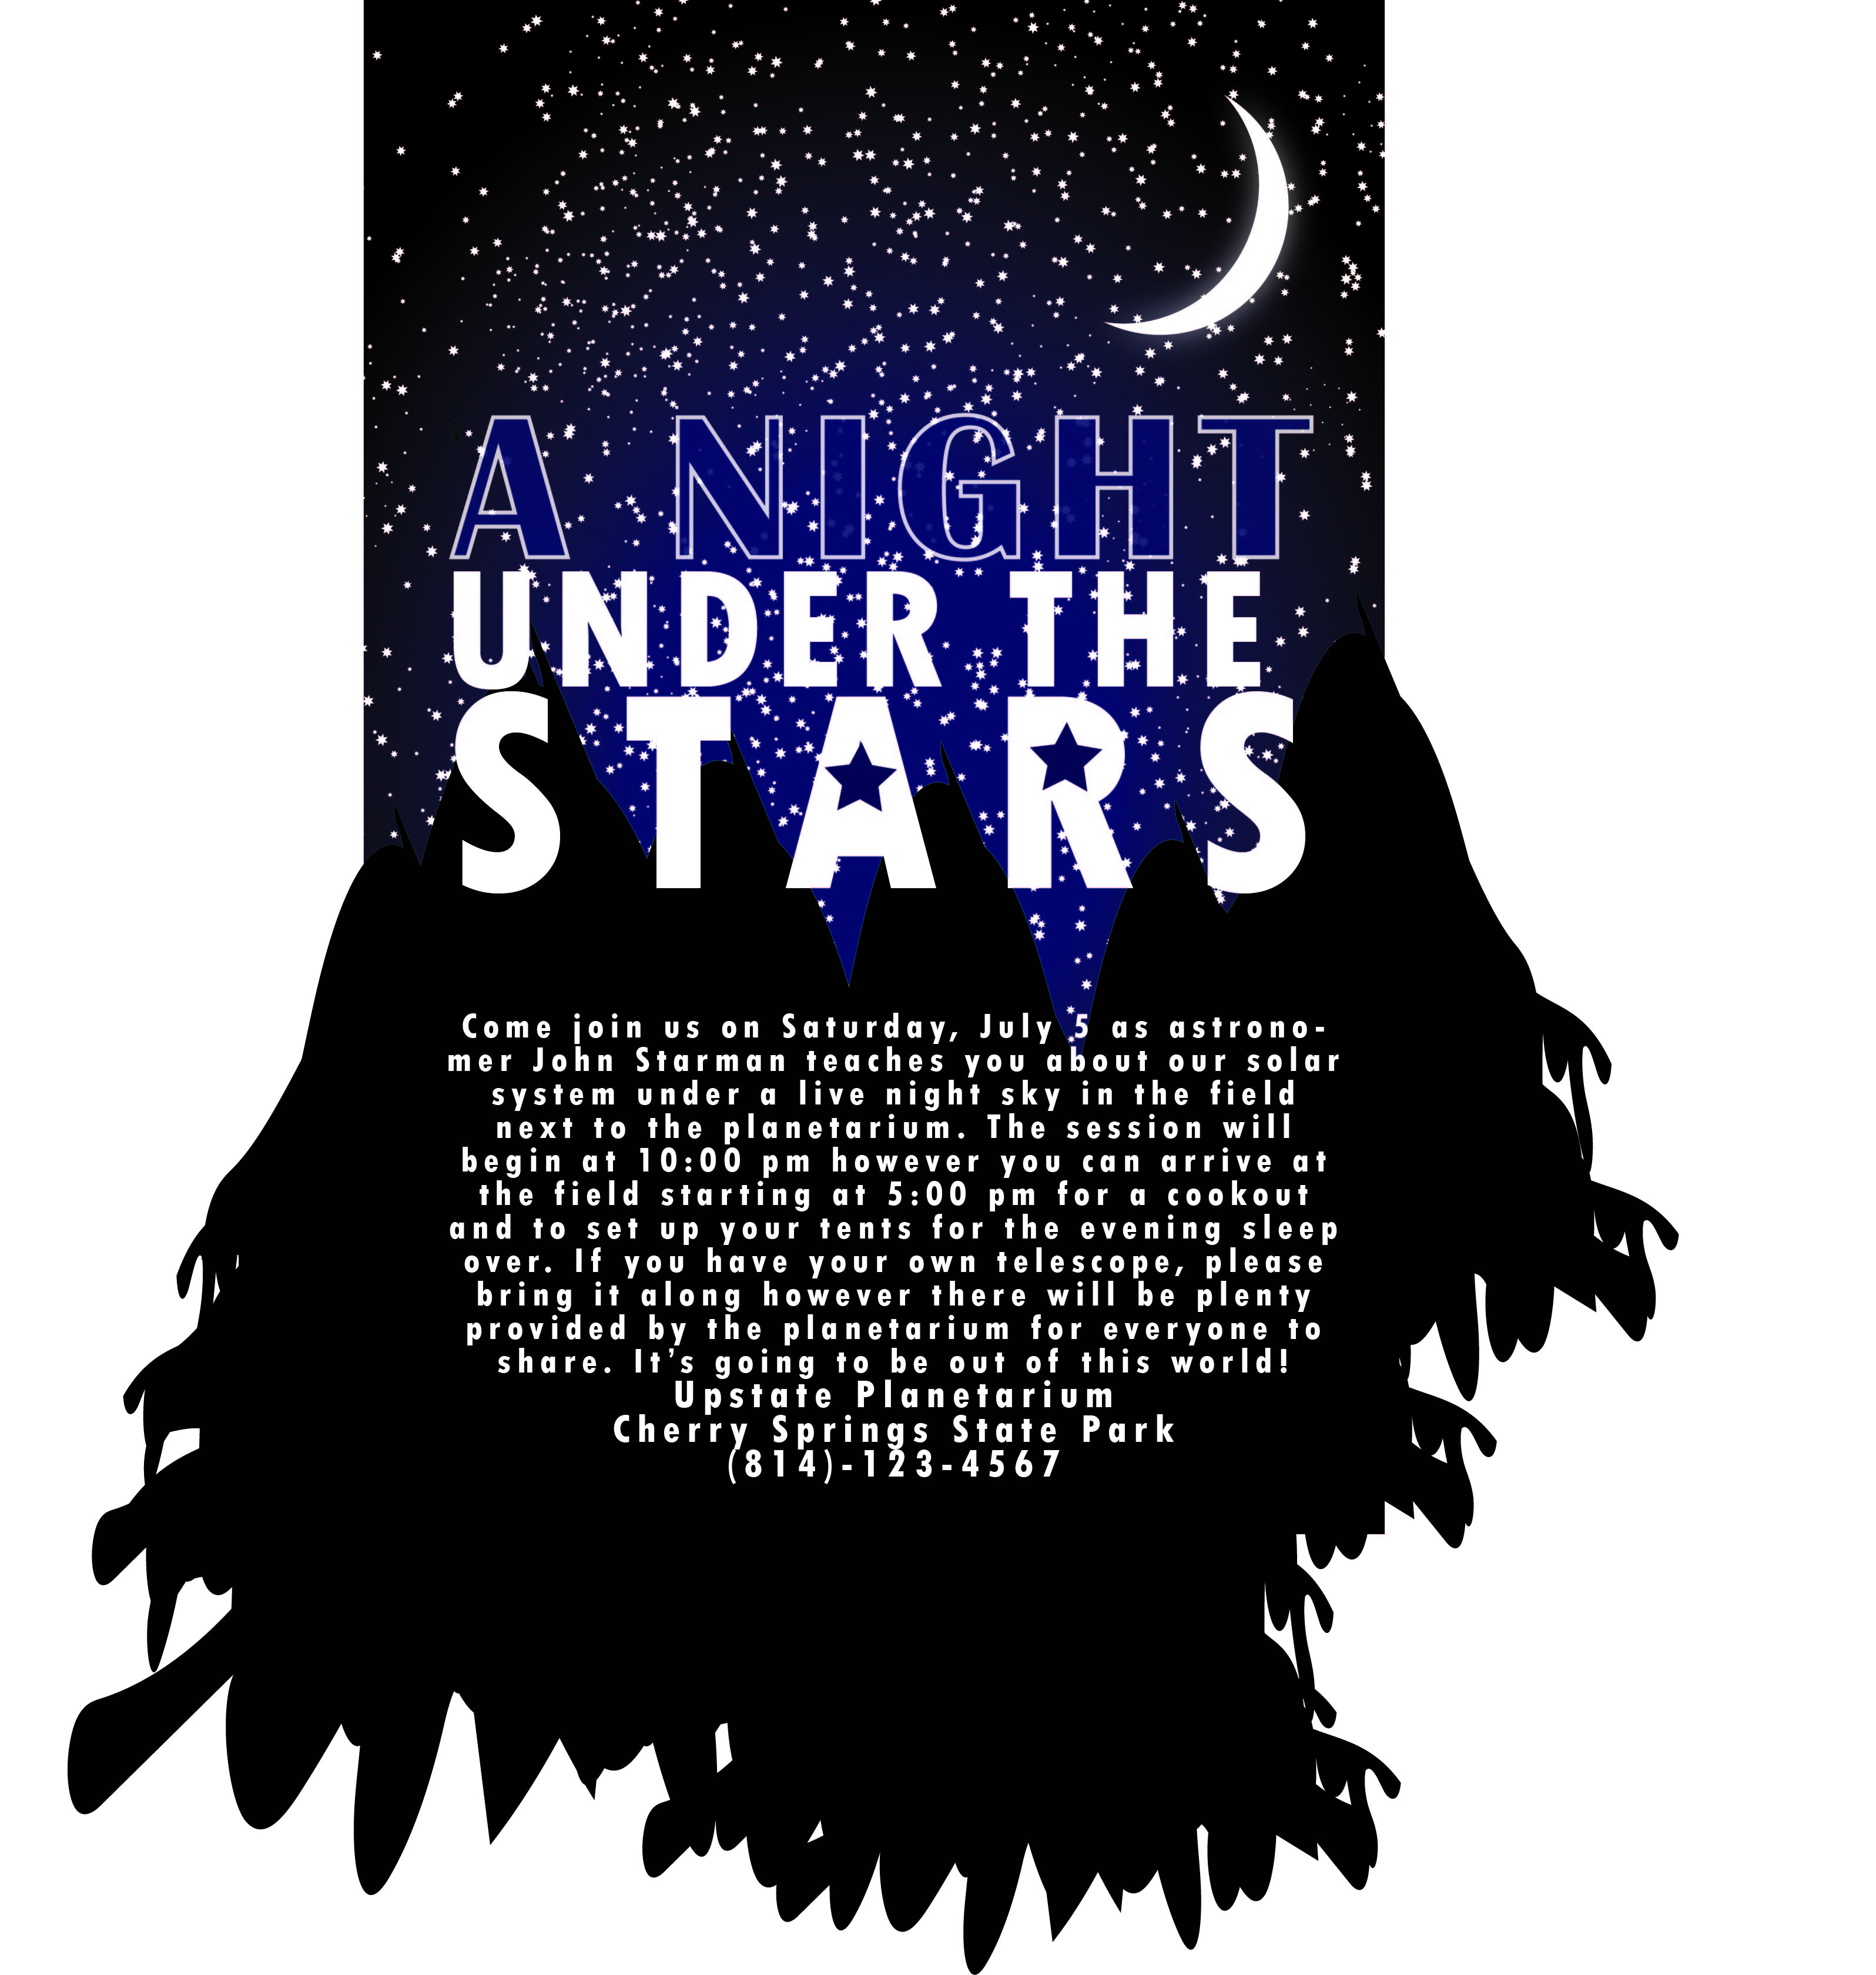 A NIGHT
UNDER THE
STARS
Come join us on Saturday, July 5 as astrono-
mer John Starman teaches you about our solar
system under a live night sky in the field
next to the planetarium. The session will
begin at 10:00 pm however you can arrive at
the field starting at 5:00 pm for a cookout
and to set up your tents for the evening sleep
over. If you have your own telescope, please
bring it along however there will be plenty
provided by the planetarium for everyone to
share. It's going to be out of this world!
Upstate Planetarium
Cherry Springs State Park
(814)-123-4567